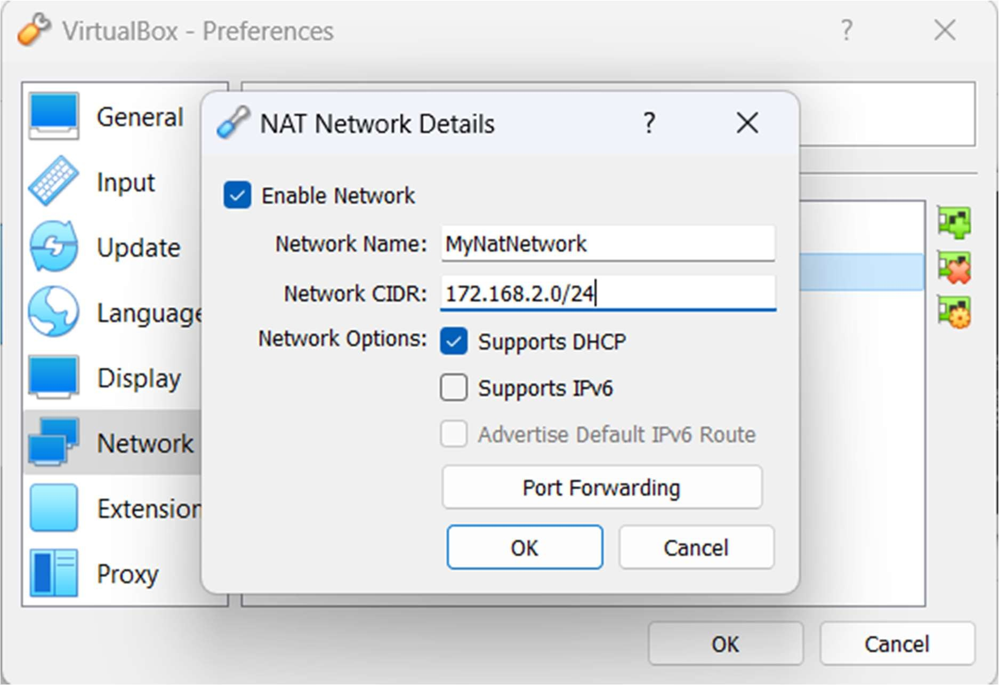 VirtualBox - Preferences ?
General
Input
Update
Language
Display
Network
Extension
Proxy
NAT Network Details ?
Enable Network
Network Name: MyNatNetwork
Network CIDR: 172.168.2.0/24
Network Options: Supports DHCP
Supports IPv6
Advertise Default IPv6 Route
Port Forwarding
OK Cancel
OK Cancel